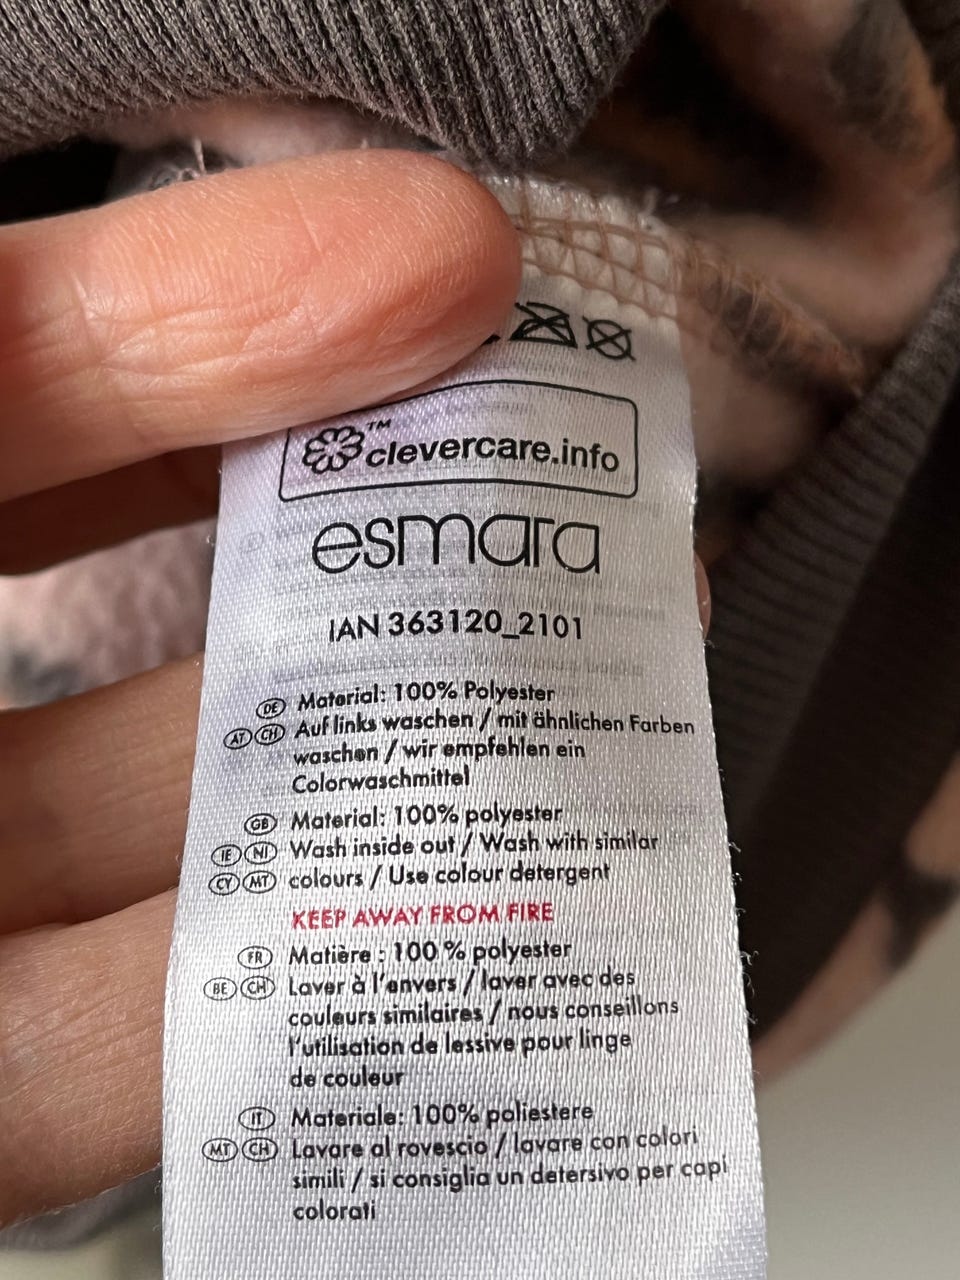 ™ clevercare.info
esmara
IAN 363120_2101
DE Material: 100% Polyester
AT CH Auf links waschen / mit ähnlichen Farben
waschen / wir empfehlen ein
Colorwaschmittel
GB Material: 100% polyester
IE NI Wash inside out / Wash with similar
CY MT colours / Use colour detergent
KEEP AWAY FROM FIRE
FR Matière : 100 % polyester
BE CH Laver à l'envers / laver avec des
couleurs similaires / nous conseillons
l'utilisation de lessive pour linge
de couleur
IT Materiale: 100% poliestere
MT CH Lavare al rovescio / lavare con colori
simili / si consiglia un detersivo per capi
colorati